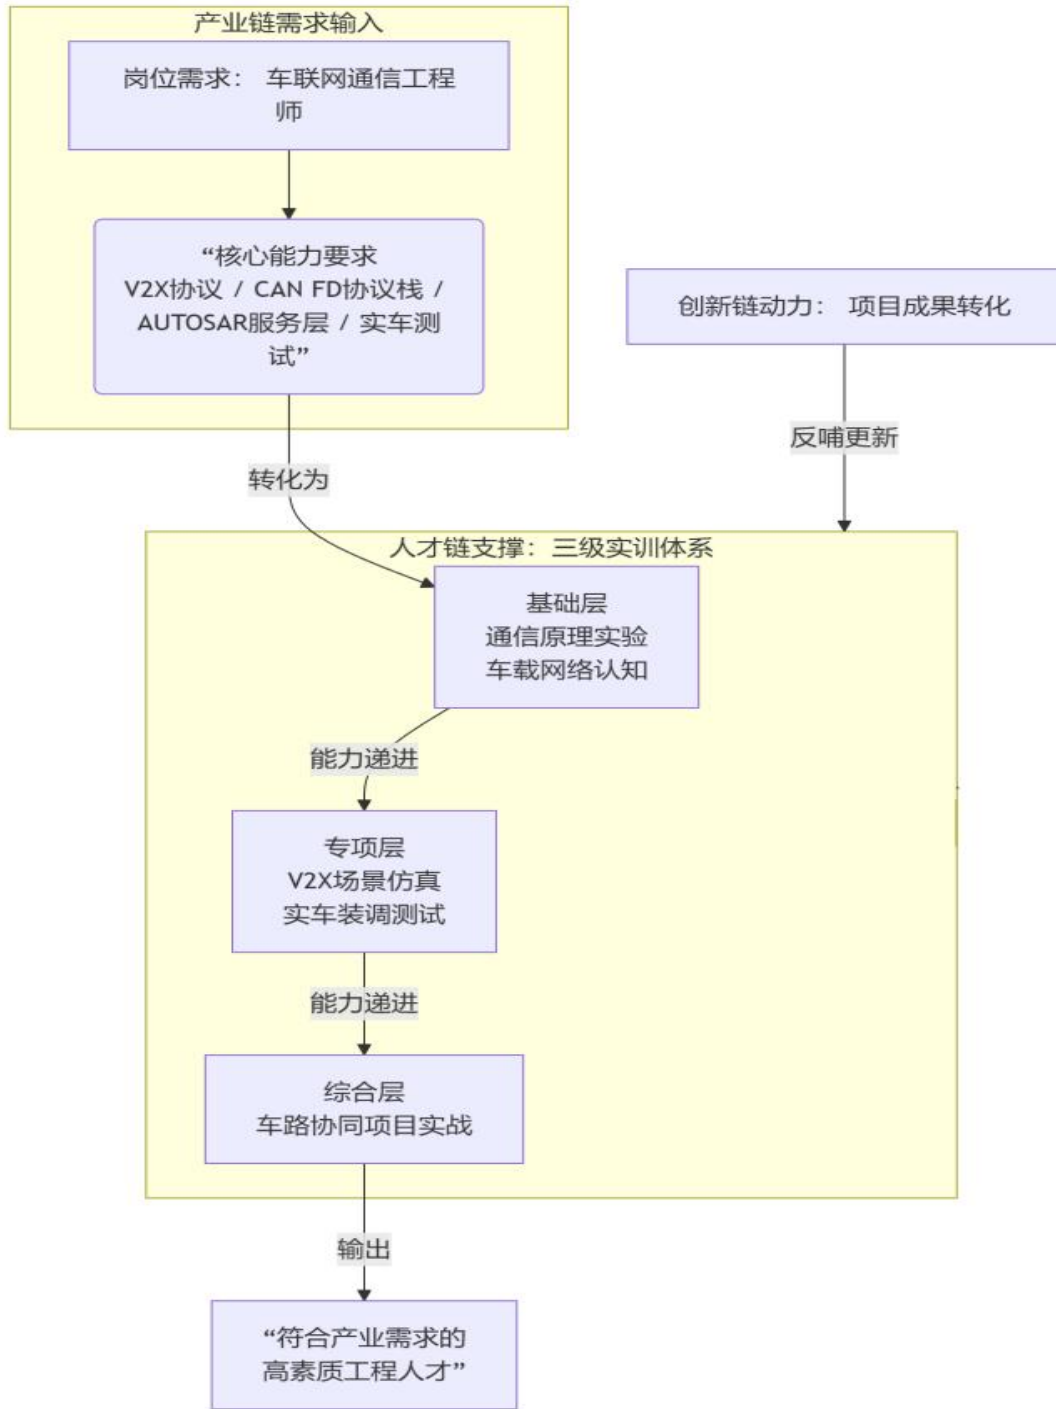 产业链需求输入
岗位需求： 车联网通信工程
师
“核心能力要求
V2X协议 / CAN FD协议栈 /
AUTOSAR服务层 / 实车测
试”
创新链动力： 项目成果转化
反哺更新
转化为
人才链支撑：三级实训体系
基础层
通信原理实验
车载网络认知
能力递进
专项层
V2X场景仿真
实车装调测试
能力递进
综合层
车路协同项目实战
输出
“符合产业需求的
高素质工程人才”